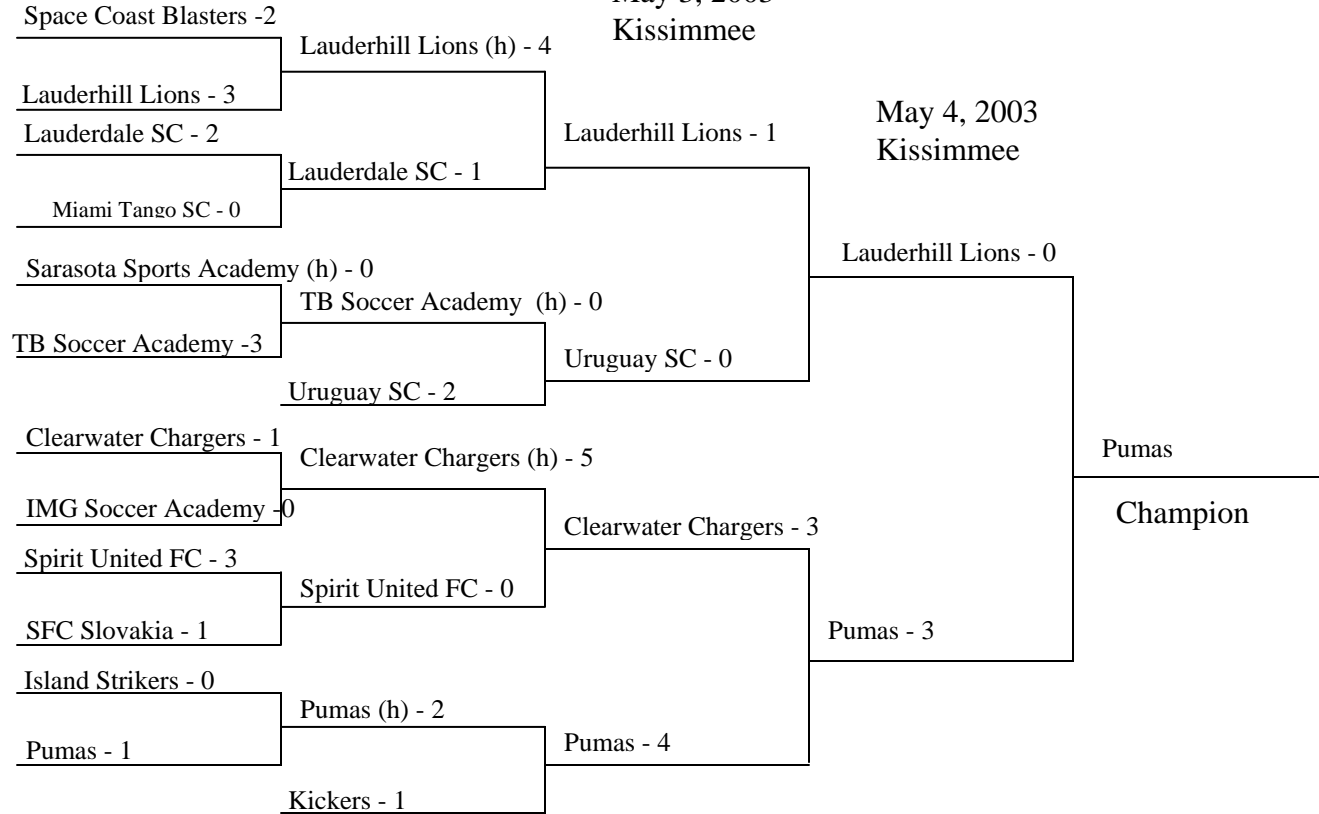 May 3, 2003
Kissimmee
Space Coast Blasters -2
Lauderhill Lions (h) - 4
Lauderhill Lions - 3
Lauderdale SC - 2
Lauderhill Lions - 1
May 4, 2003
Kissimmee
Lauderdale SC - 1
Miami Tango SC - 0
Lauderhill Lions - 0
Sarasota Sports Academy (h) - 0
TB Soccer Academy (h) - 0
TB Soccer Academy -3
Uruguay SC - 0
Uruguay SC - 2
Clearwater Chargers - 1
Clearwater Chargers (h) - 5
Pumas
IMG Soccer Academy -0
Champion
Clearwater Chargers - 3
Spirit United FC - 3
Spirit United FC - 0
SFC Slovakia - 1
Pumas - 3
Island Strikers - 0
Pumas (h) - 2
Pumas - 1
Pumas - 4
Kickers - 1